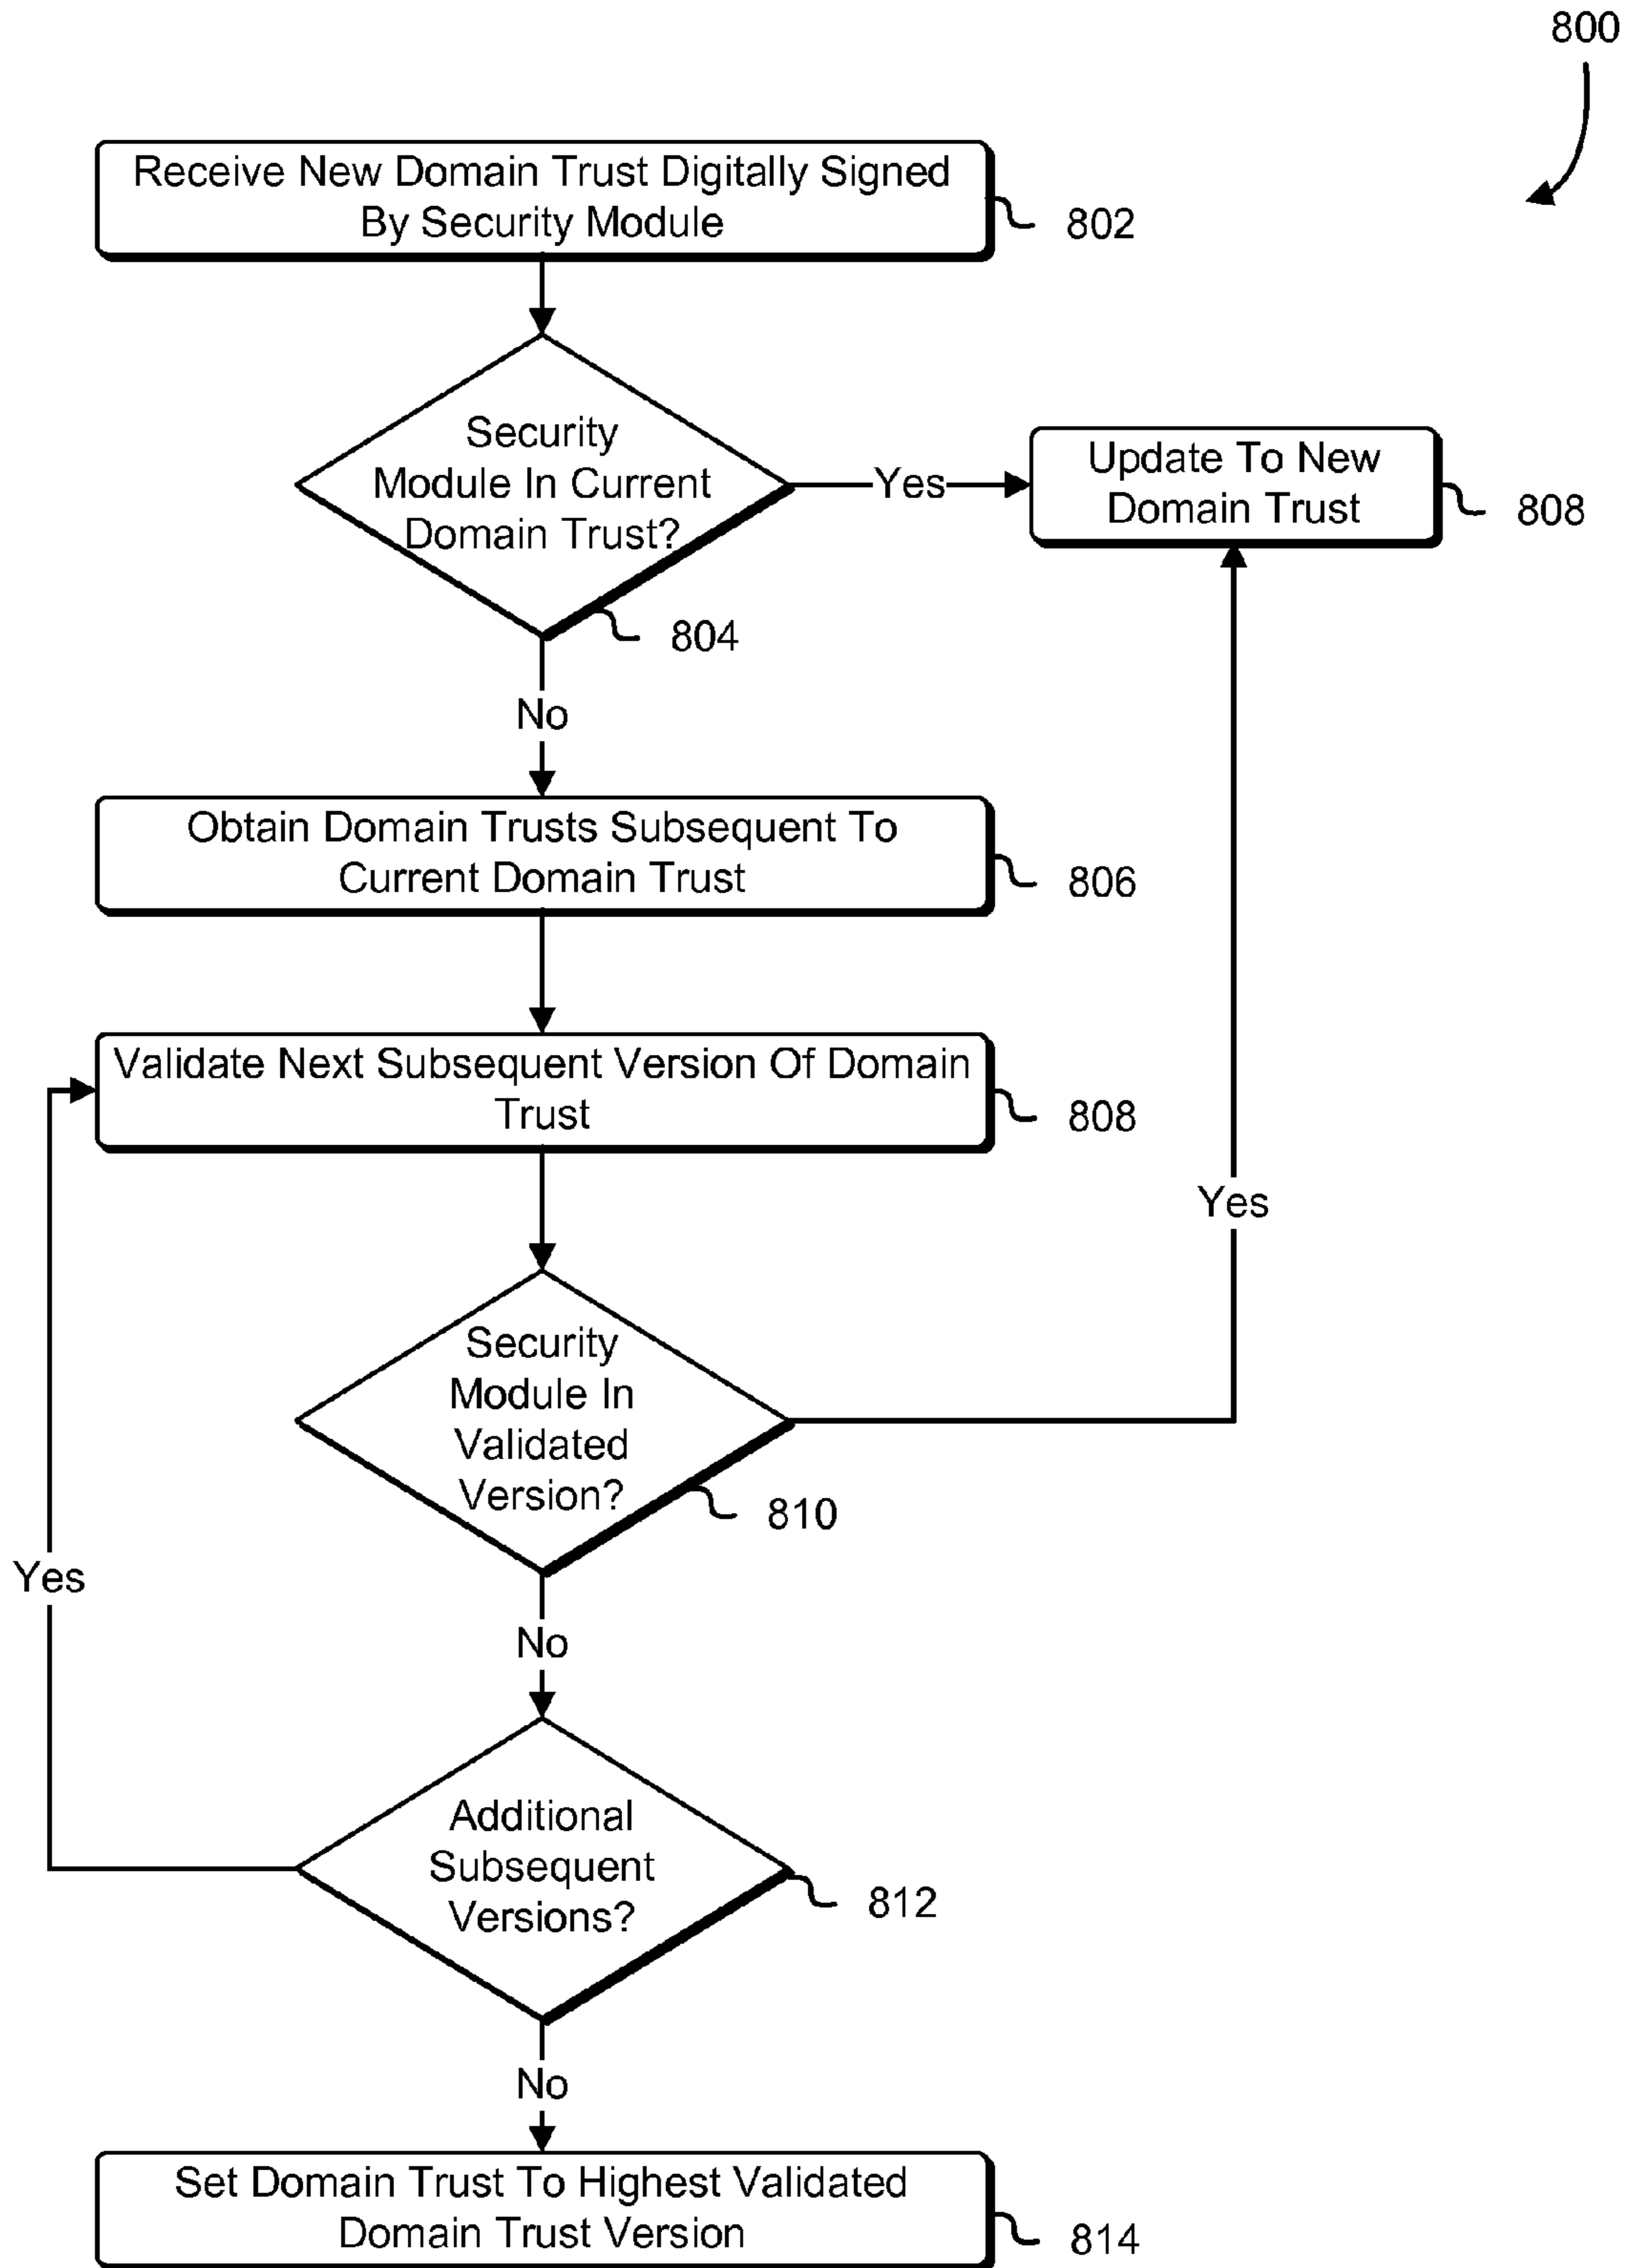 800
Receive New Domain Trust Digitally Signed
By Security Module
802
Security
Module In Current
Domain Trust?
804
Yes
Update To New
Domain Trust
808
No
Obtain Domain Trusts Subsequent To
Current Domain Trust
806
Validate Next Subsequent Version Of Domain
Trust
808
Yes
Security
Module In
Validated
Version?
810
Yes
No
Additional
Subsequent
Versions?
812
No
Set Domain Trust To Highest Validated
Domain Trust Version
814